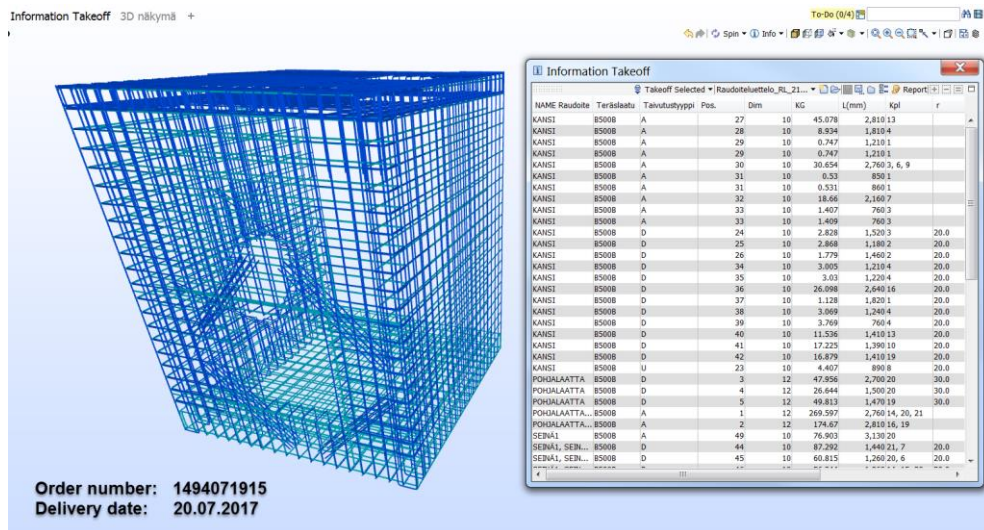 Information Takeoff 3D näkymä +
To-Do (0/4)
Spin Info
Information Takeoff
Takeoff Selected Raudoiteluettelo_RL_21... Report
NAME Raudoite Teräslaatu Taivutustyyppi Pos. Dim KG L(mm) Kpl r
KANSI B500B A 27 10 45.078 2,810 13
KANSI B500B A 28 10 8.934 1,810 4
KANSI B500B A 29 10 0.747 1,210 1
KANSI B500B A 29 10 0.747 1,210 1
KANSI B500B A 30 10 30.654 2,760 3, 6, 9
KANSI B500B A 31 10 0.53 850 1
KANSI B500B A 31 10 0.531 860 1
KANSI B500B A 32 10 18.66 2,160 7
KANSI B500B A 33 10 1.407 760 3
KANSI B500B A 33 10 1.409 760 3
KANSI B500B D 24 10 2.828 1,520 3 20.0
KANSI B500B D 25 10 2.868 1,180 2 20.0
KANSI B500B D 26 10 1.779 1,460 2 20.0
KANSI B500B D 34 10 3.005 1,210 4 20.0
KANSI B500B D 35 10 3.03 1,220 4 20.0
KANSI B500B D 36 10 26.098 2,640 16 20.0
KANSI B500B D 37 10 1.128 1,820 1 20.0
KANSI B500B D 38 10 3.069 1,240 4 20.0
KANSI B500B D 39 10 3.769 760 4 20.0
KANSI B500B D 40 10 11.536 1,410 13 20.0
KANSI B500B D 41 10 17.225 1,390 10 20.0
KANSI B500B D 42 10 16.879 1,410 19 20.0
KANSI B500B U 23 10 4.407 890 8 20.0
POHJALAATTA B500B D 3 12 47.956 2,700 20 30.0
POHJALAATTA B500B D 4 12 26.644 1,500 20 30.0
POHJALAATTA B500B D 5 12 49.813 1,470 19 30.0
POHJALAATTA... B500B A 1 12 269.597 2,760 14, 20, 21
POHJALAATTA... B500B A 2 12 174.67 2,810 16, 19
SEINÄ1 B500B A 49 10 76.903 3,130 20
SEINÄ1, SEIN... B500B D 44 10 87.292 1,440 21, 7 20.0
SEINÄ1, SEIN... B500B D 45 10 60.815 1,260 20, 6 20.0
Order number: 1494071915
Delivery date: 20.07.2017